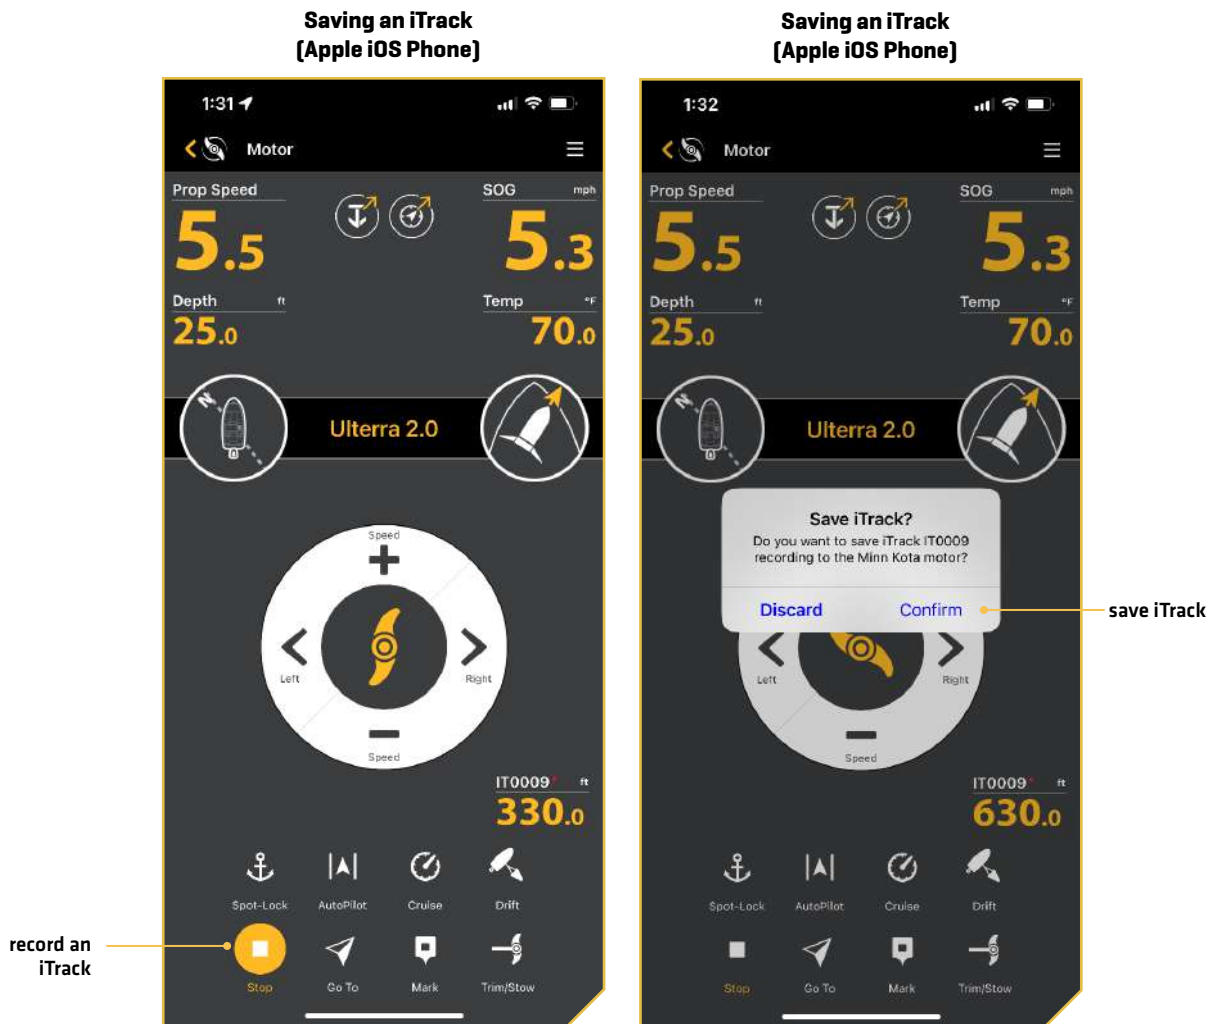 Saving an iTrack
(Apple iOS Phone)
1:31
Motor
Prop Speed
5.5
SOG mph
5.3
Depth ft
25.0
Temp °F
70.0
N
Ulterra 2.0
Speed
Left
Right
Speed
IT0009* ft
330.0
Spot-Lock
AutoPilot
Cruise
Drift
Stop
Go To
Mark
Trim/Stow
record an
iTrack
Saving an iTrack
(Apple iOS Phone)
1:32
Motor
Prop Speed
5.5
SOG mph
5.3
Depth ft
25.0
Temp °F
70.0
N
Ulterra 2.0
Save iTrack?
Do you want to save iTrack IT0009
recording to the Minn Kota motor?
Discard
Confirm
save iTrack
Left
Right
Speed
IT0009* ft
630.0
Spot-Lock
AutoPilot
Cruise
Drift
Stop
Go To
Mark
Trim/Stow